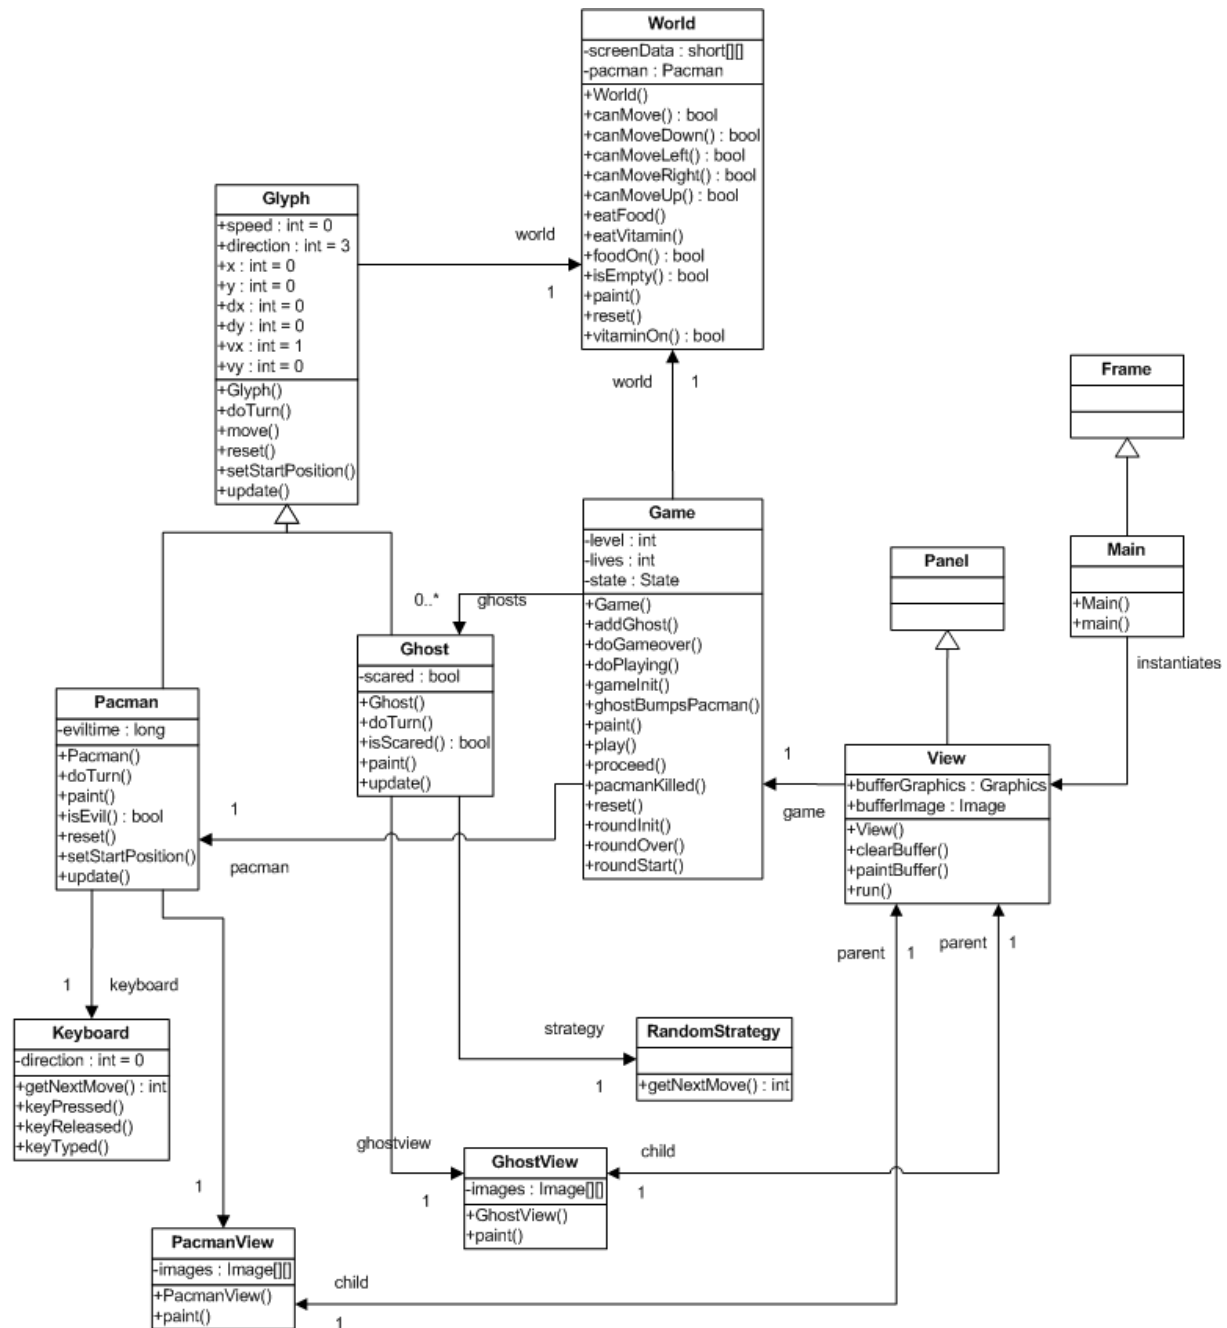 World
-screenData : short[][]
-pacman : Pacman
+World()
+canMove() : bool
+canMoveDown() : bool
+canMoveLeft() : bool
+canMoveRight() : bool
+canMoveUp() : bool
+eatFood()
+eatVitamin()
+foodOn() : bool
+isEmpty() : bool
+paint()
+reset()
+vitaminOn() : bool
Glyph
+speed : int = 0
+direction : int = 3
+x : int = 0
+y : int = 0
+dx : int = 0
+dy : int = 0
+vx : int = 1
+vy : int = 0
+Glyph()
+doTurn()
+move()
+reset()
+setStartPosition()
+update()
world
1
world
1
Frame
Game
-level : int
-lives : int
-state : State
+Game()
+addGhost()
+doGameover()
+doPlaying()
+gameInit()
+ghostBumpsPacman()
+paint()
+play()
+proceed()
+pacmanKilled()
+reset()
+roundInit()
+roundOver()
+roundStart()
Panel
Main
+Main()
+main()
instantiates
0..*
ghosts
Ghost
-scared : bool
+Ghost()
+doTurn()
+isScared() : bool
+paint()
+update()
Pacman
-eviltime : long
+Pacman()
+doTurn()
+paint()
+isEvil() : bool
+reset()
+setStartPosition()
+update()
1
pacman
1
game
View
+bufferGraphics : Graphics
+bufferImage : Image
+View()
+clearBuffer()
+paintBuffer()
+run()
parent
1
parent
1
1
keyboard
Keyboard
-direction : int = 0
+getNextMove() : int
+keyPressed()
+keyReleased()
+keyTyped()
strategy
1
RandomStrategy
+getNextMove() : int
ghostview
1
GhostView
-images : Image[][]
+GhostView()
+paint()
child
1
1
PacmanView
-images : Image[][]
+PacmanView()
+paint()
child
1